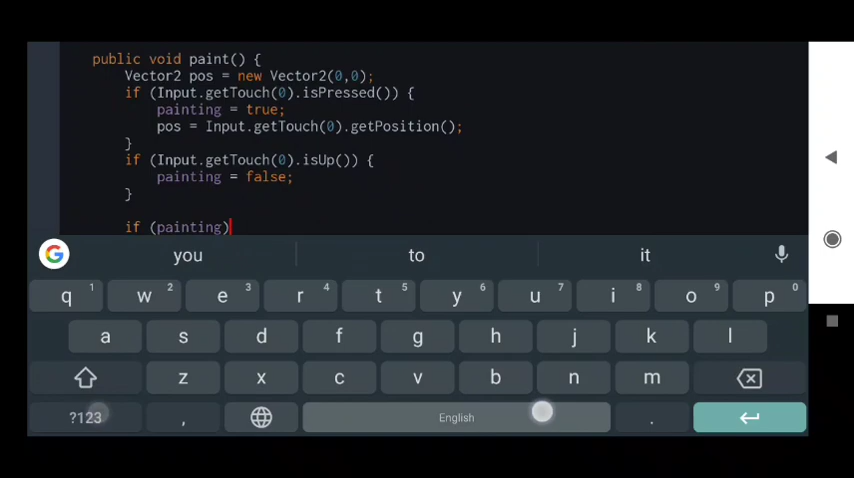 public void paint() {
Vector2 pos = new Vector2(0,0);
if (Input.getTouch(0).isPressed()) {
painting = true;
pos = Input.getTouch(0).getPosition();
}
if (Input.getTouch(0).isUp()) {
painting = false;
}
if (painting)
G you to it
q 1 w 2 e 3 r 4 t 5 y 6 u 7 i 8 o 9 p 0
a s d f g h j k l
z x c v b n m
?123 , English .